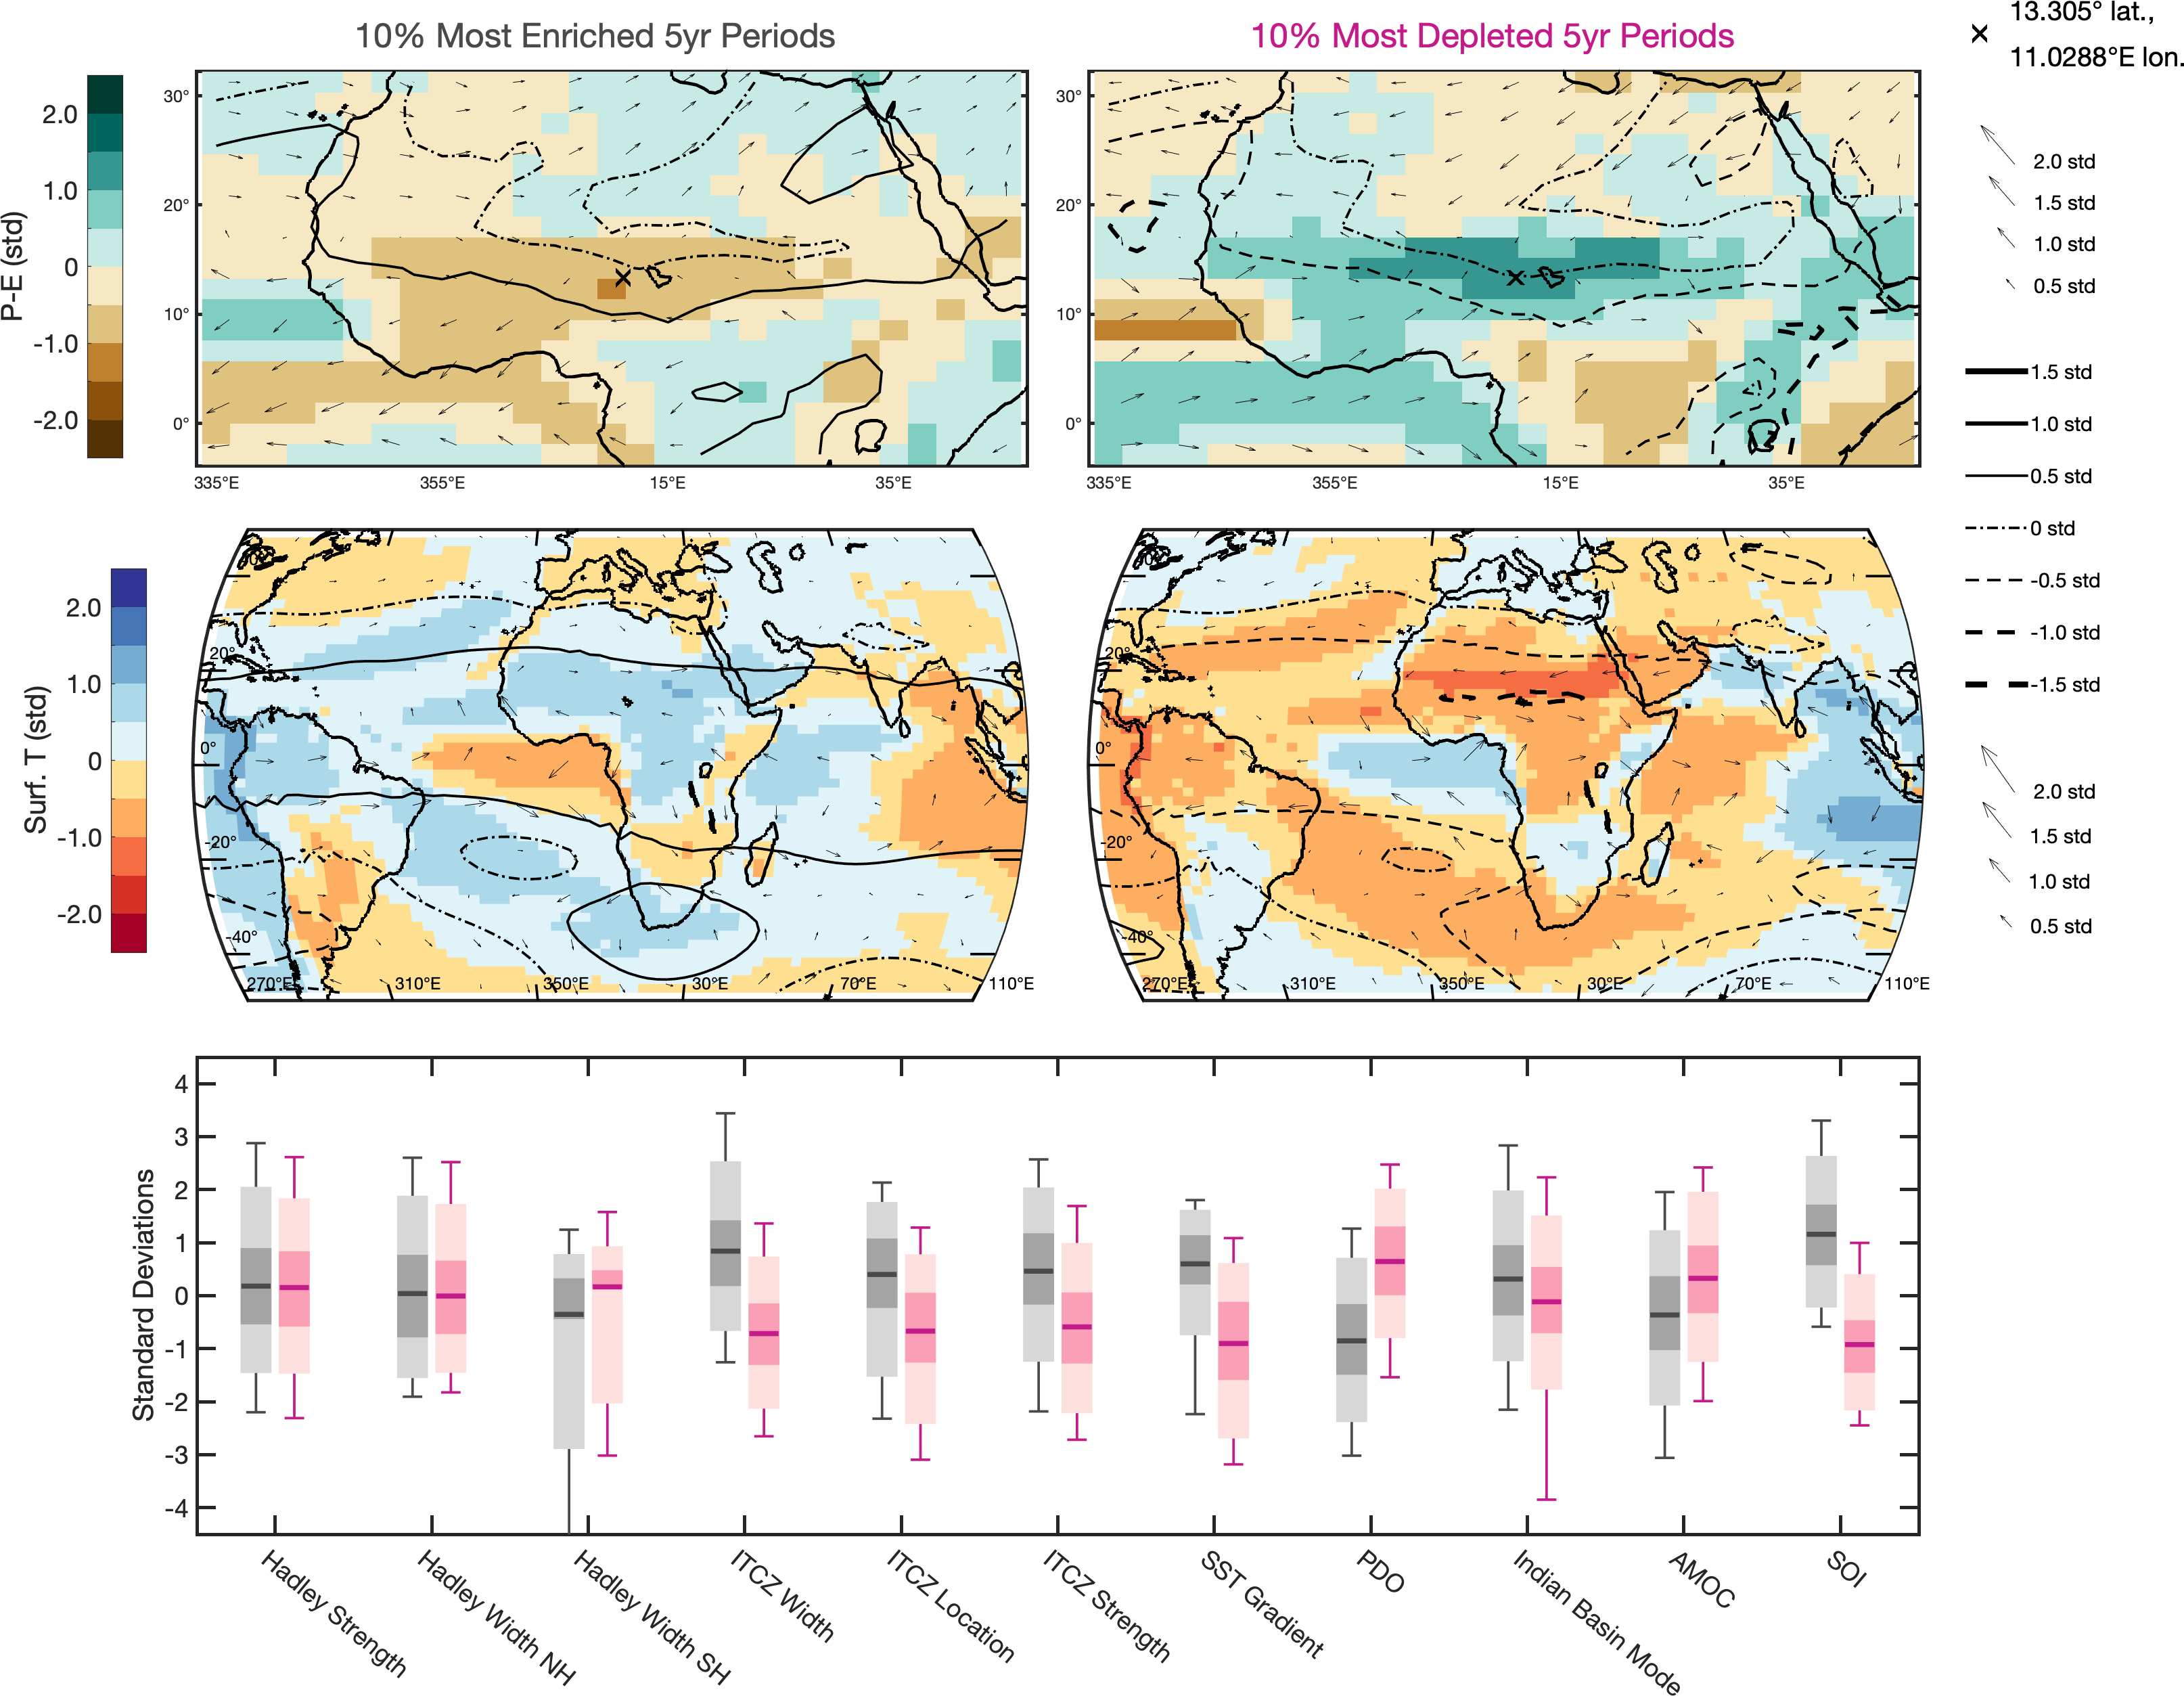 10% Most Enriched 5yr Periods
10% Most Depleted 5yr Periods
13.305° lat.,
11.0288°E lon.
P-E (std)
2.0
1.0
0
-1.0
-2.0
30°
20°
10°
0°
335°E 355°E 15°E 35°E
30°
20°
10°
0°
335°E 355°E 15°E 35°E
2.0 std
1.5 std
1.0 std
0.5 std
1.5 std
1.0 std
0.5 std
0 std
-0.5 std
-1.0 std
-1.5 std
Surf. T (std)
2.0
1.0
0
-1.0
-2.0
20°
0°
-20°
-40°
270°E 310°E 350°E 30°E 70°E 110°E
20°
0°
-20°
-40°
270°E 310°E 350°E 30°E 70°E 110°E
2.0 std
1.5 std
1.0 std
0.5 std
Standard Deviations
4
3
2
1
0
-1
-2
-3
-4
Hadley Strength
Hadley Width NH
Hadley Width SH
ITCZ Width
ITCZ Location
ITCZ Strength
SST Gradient
PDO
Indian Basin Mode
AMOC
SOI